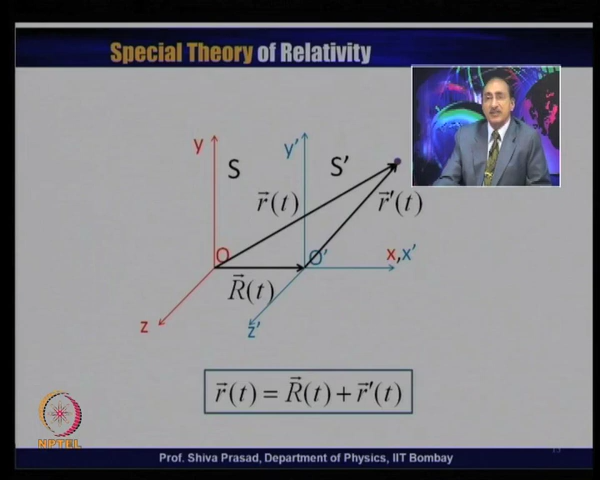 Special Theory of Relativity
y
S
y'
S'
r⃗(t)
r⃗'(t)
O
O'
x,x'
R⃗(t)
z
z'
r⃗(t) = R⃗(t) + r⃗'(t)
NPTEL
Prof. Shiva Prasad, Department of Physics, IIT Bombay